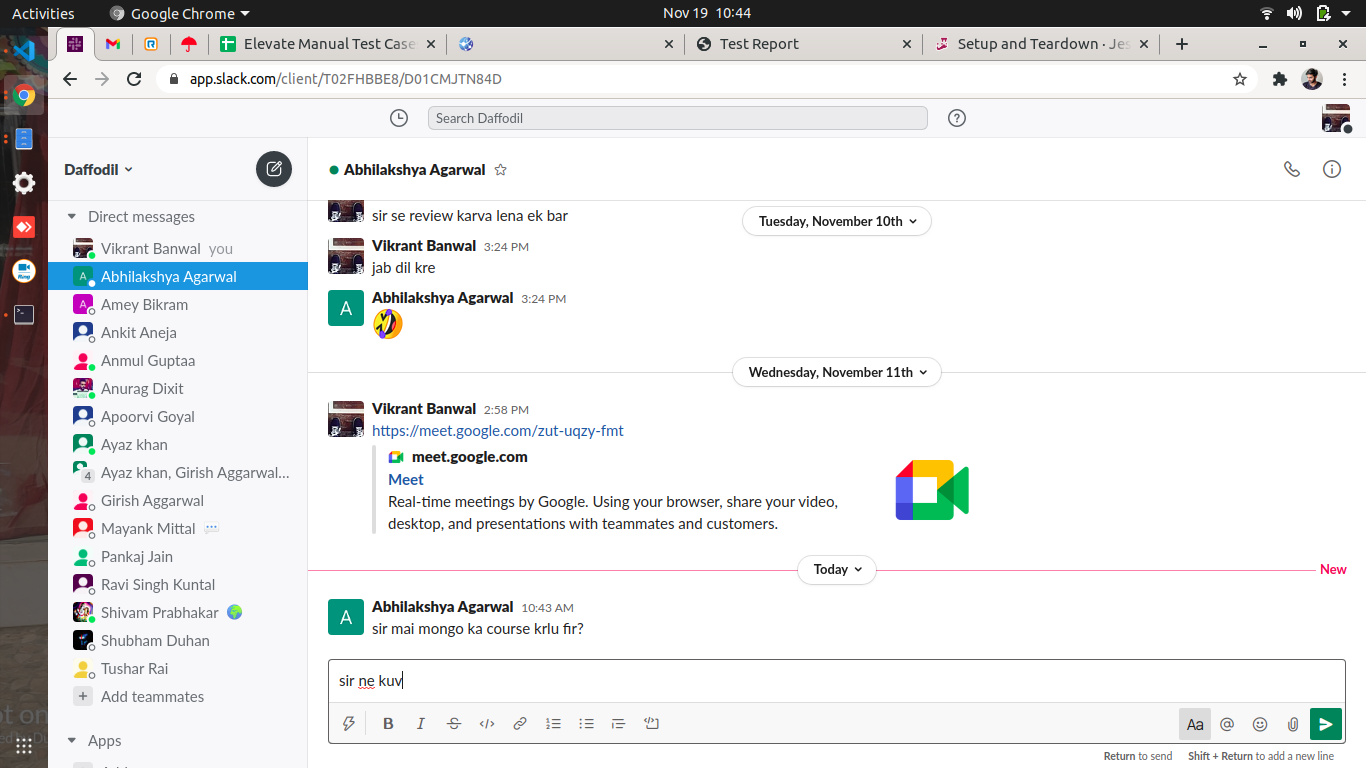 Activities
Google Chrome
Nov 19 10:44
Elevate Manual Test Case
Test Report
Setup and Teardown · Jes
app.slack.com/client/T02FHBBE8/D01CMJTN84D
Search Daffodil
Daffodil
Direct messages
Vikrant Banwal you
A Abhilakshya Agarwal
A Amey Bikram
Ankit Aneja
Anmul Guptaa
Anurag Dixit
Apoorvi Goyal
Ayaz khan
4 Ayaz khan, Girish Aggarwal...
Girish Aggarwal
Mayank Mittal
Pankaj Jain
Ravi Singh Kuntal
Shivam Prabhakar
Shubham Duhan
Tushar Rai
+ Add teammates
Apps
Abhilakshya Agarwal
sir se review karva lena ek bar
Tuesday, November 10th
Vikrant Banwal 3:24 PM
jab dil kre
A
Abhilakshya Agarwal 3:24 PM
Wednesday, November 11th
Vikrant Banwal 2:58 PM
https://meet.google.com/zut-uqzy-fmt
meet.google.com
Meet
Real-time meetings by Google. Using your browser, share your video,
desktop, and presentations with teammates and customers.
Today
New
A
Abhilakshya Agarwal 10:43 AM
sir mai mongo ka course krlu fir?
sir ne kuv
B I S
Aa @
Return to send Shift + Return to add a new line